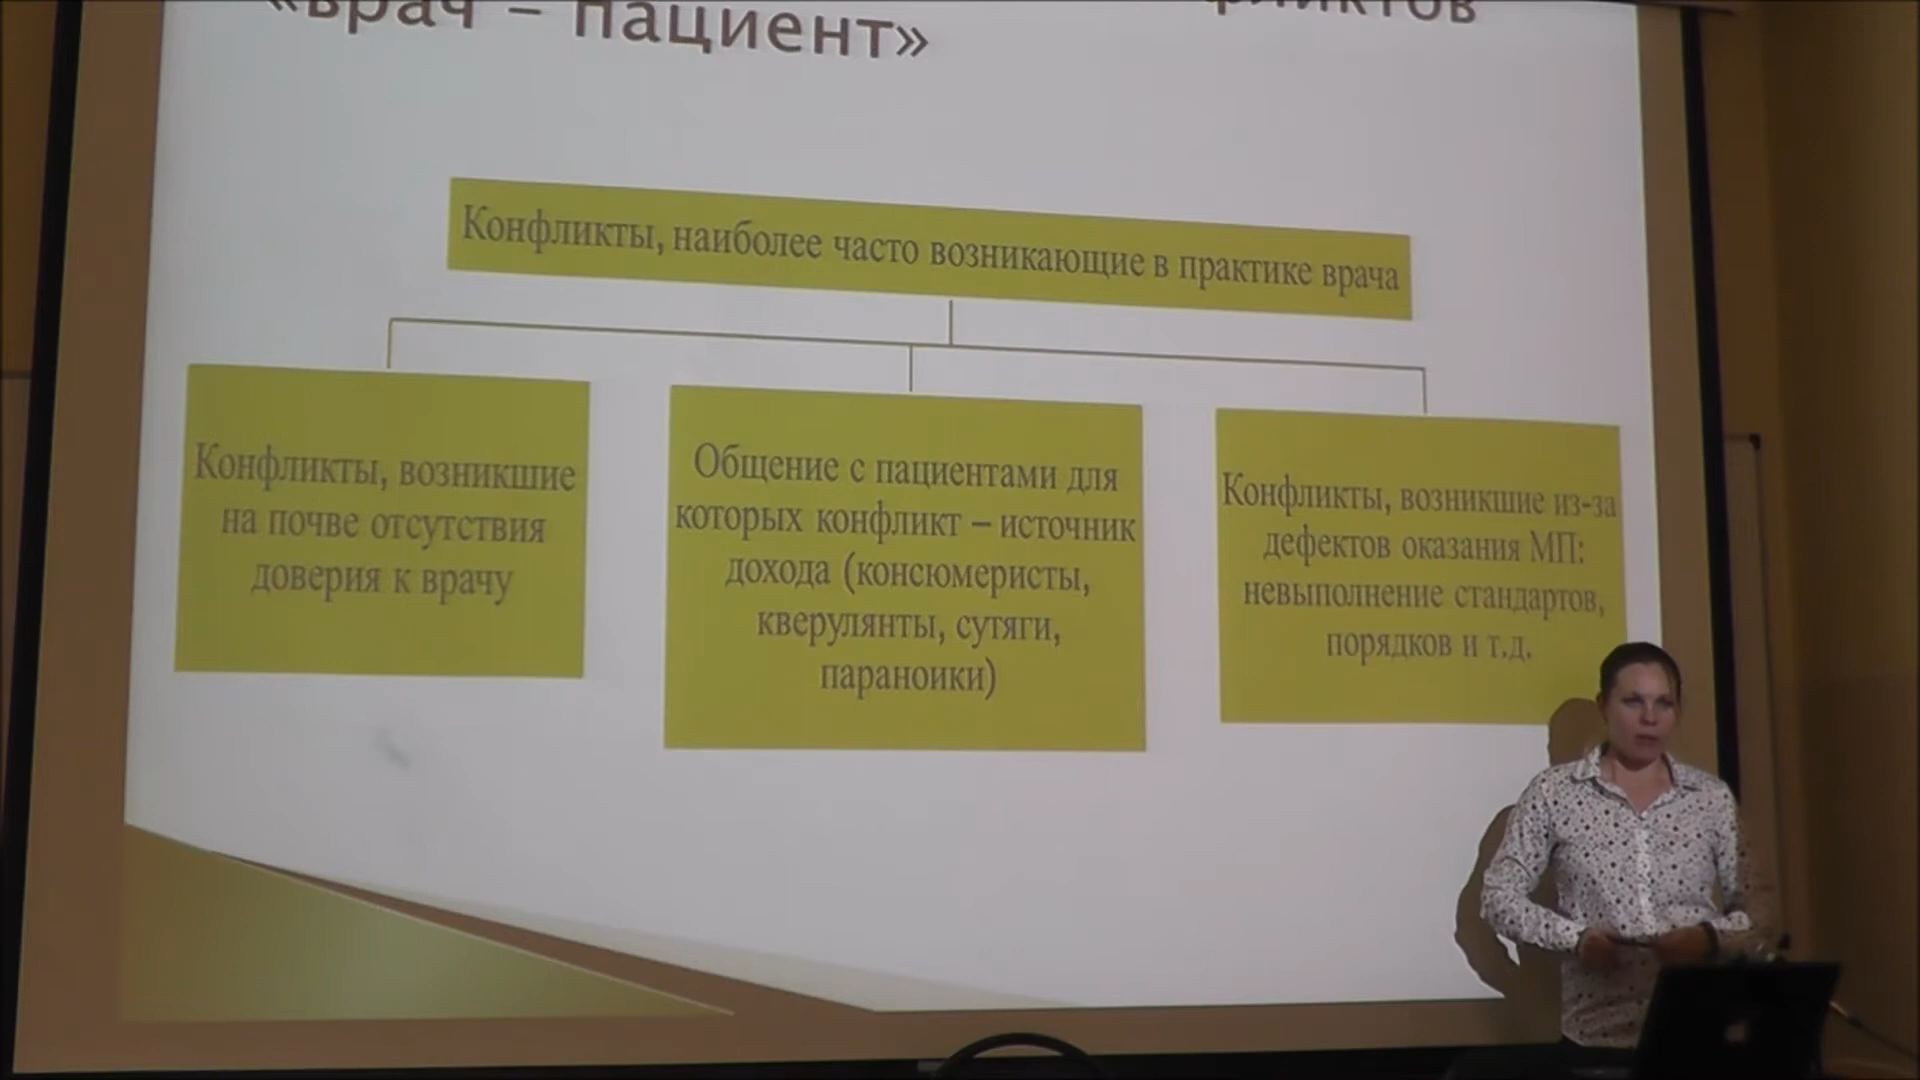 «врач – пациент»
Конфликты, наиболее часто возникающие в практике врача
Конфликты, возникшие
на почве отсутствия
доверия к врачу
Общение с пациентами для
которых конфликт – источник
дохода (консюмеристы,
кверулянты, сутяги,
параноики)
Конфликты, возникшие из-за
дефектов оказания МП:
невыполнение стандартов,
порядков и т.д.